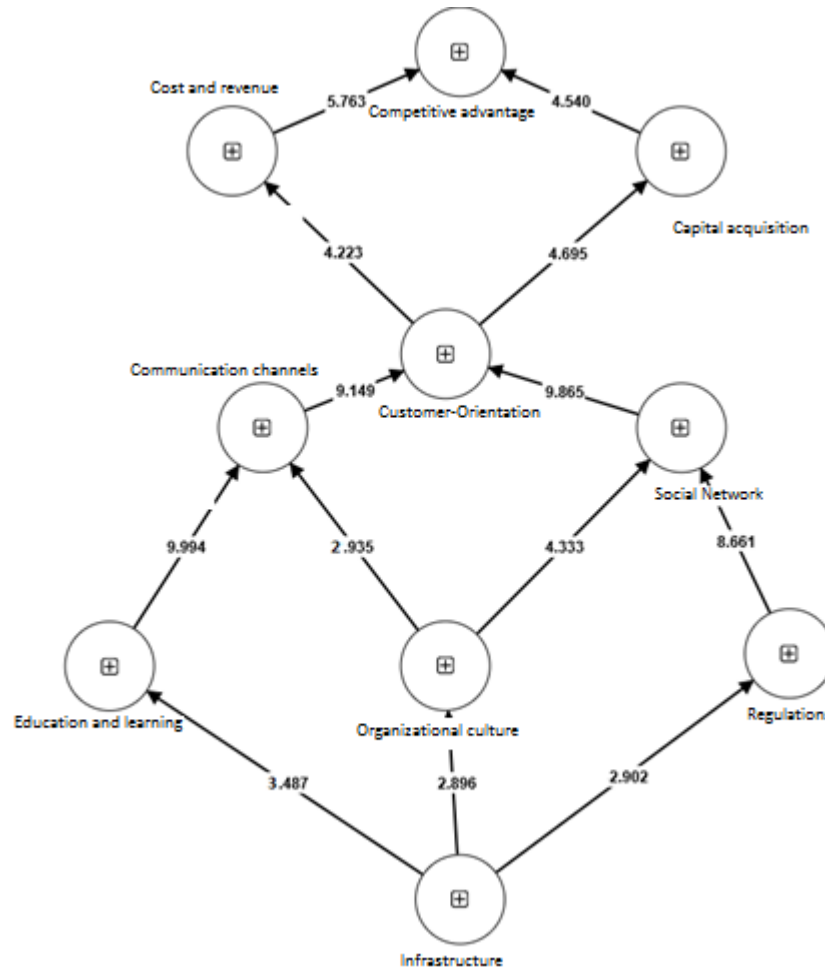 Cost and revenue
5.763
Competitive advantage
4.540
Capital acquisition
4.223
4.695
Communication channels
9.149
Customer-Orientation
9.865
Social Network
9.994
2.935
4.333
8.661
Education and learning
Organizational culture
Regulation
3.487
2.896
2.902
Infrastructure